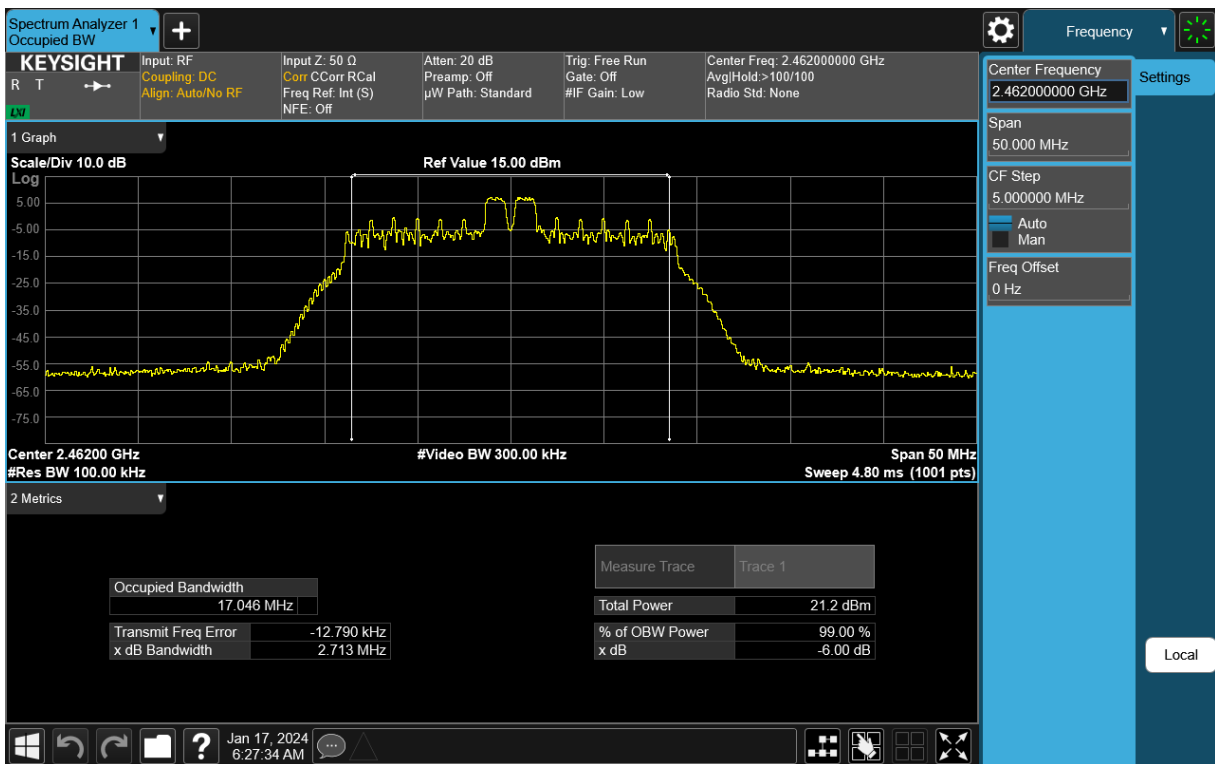 Spectrum Analyzer 1
Occupied BW
Frequency
KEYSIGHT
R T
LXI
Input: RF
Coupling: DC
Align: Auto/No RF
Input Z: 50 Ω
Corr CCorr RCal
Freq Ref: Int (S)
NFE: Off
Atten: 20 dB
Preamp: Off
µW Path: Standard
Trig: Free Run
Gate: Off
#IF Gain: Low
Center Freq: 2.462000000 GHz
Avg|Hold:>100/100
Radio Std: None
Center Frequency
2.462000000 GHz
Settings
Span
50.000 MHz
CF Step
5.000000 MHz
Auto
Man
Freq Offset
0 Hz
Local
1 Graph
Scale/Div 10.0 dB
Ref Value 15.00 dBm
Log
5.00
-5.00
-15.0
-25.0
-35.0
-45.0
-55.0
-65.0
-75.0
Center 2.46200 GHz
#Video BW 300.00 kHz
Span 50 MHz
#Res BW 100.00 kHz
Sweep 4.80 ms (1001 pts)
2 Metrics
Measure Trace Trace 1
Occupied Bandwidth
17.046 MHz
Total Power 21.2 dBm
Transmit Freq Error -12.790 kHz
% of OBW Power 99.00 %
x dB Bandwidth 2.713 MHz
x dB -6.00 dB
?
Jan 17, 2024
6:27:34 AM